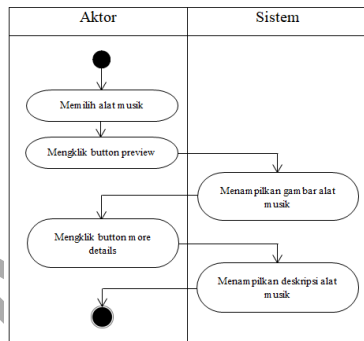 Aktor
Sistem
Memilih alat musik
Mengklik button preview
Menampilkan gambar alat
musik
Mengklik button more
details
Menampilkan deskripsi alat
musik